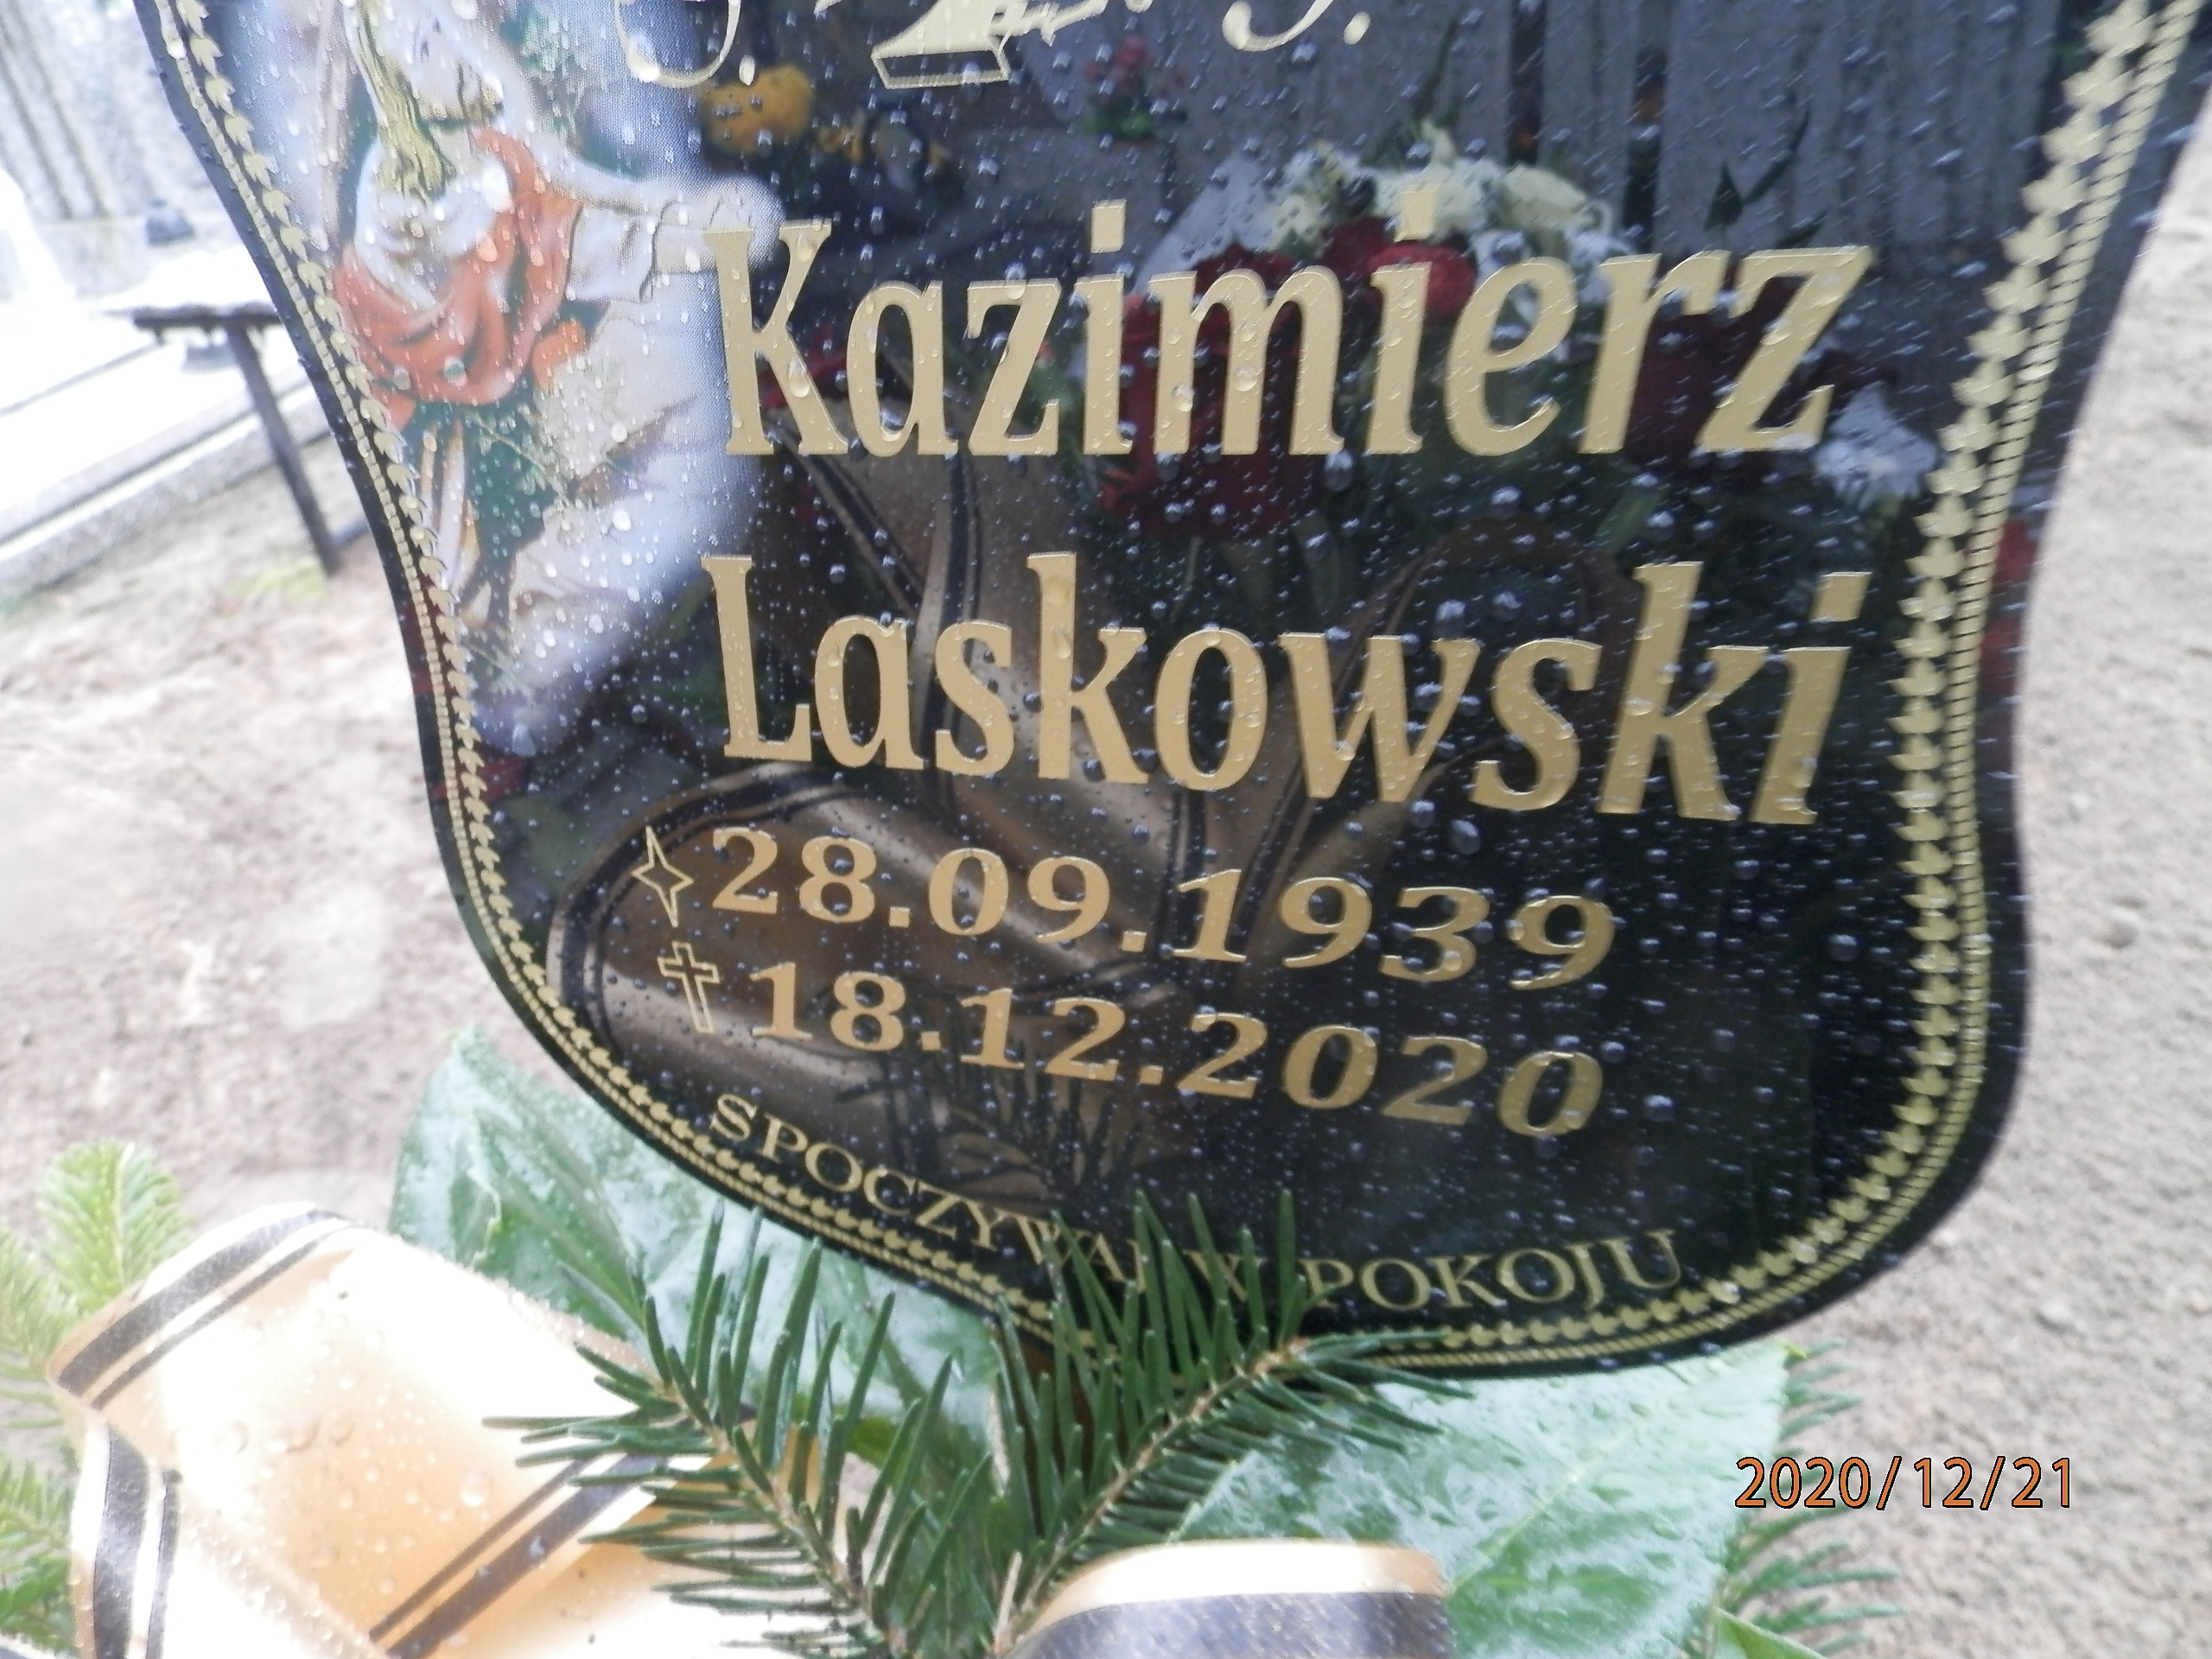 Ś. P.
Kazimierz
Laskowski
28.09.1939
18.12.2020
SPOCZYWAJ W POKOJU
2020/12/21